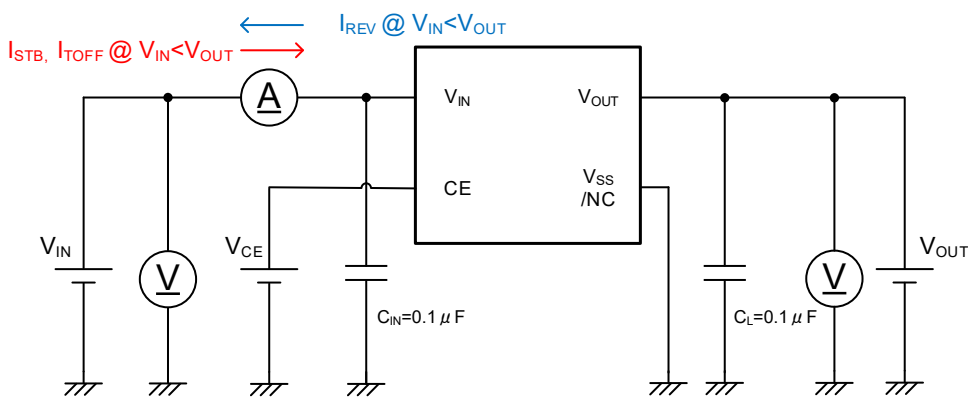 I_REV @ V_IN<V_OUT
I_STB, I_TOFF @ V_IN<V_OUT
A
V_IN
V_OUT
CE
V_SS
/NC
V_IN
V
V_CE
C_IN=0.1μF
C_L=0.1μF
V
V_OUT